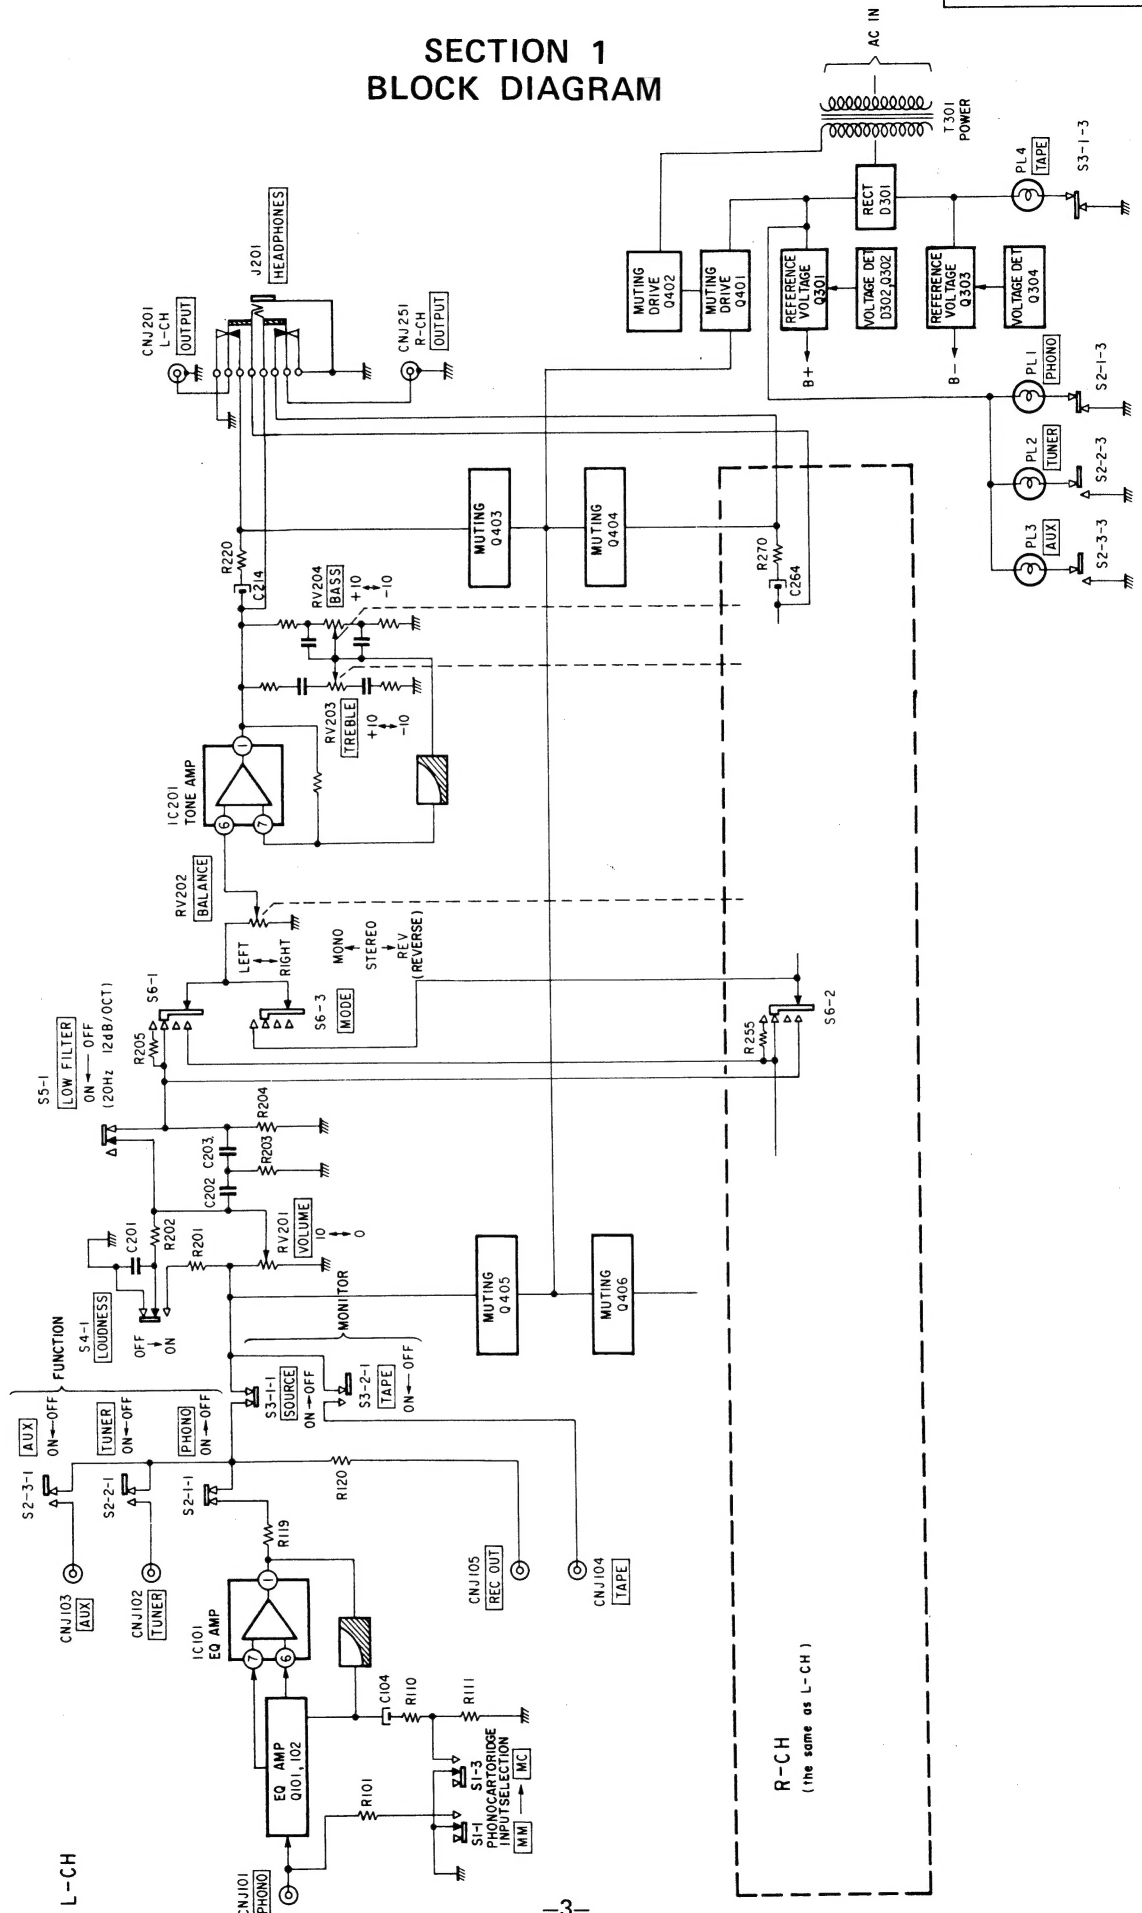 SECTION 1
BLOCK DIAGRAM
L-CH
CNJ101
PHONO
EQ AMP
Q101,102
R101
S1-1
S1-3
PHONOCARTORIDGE
INPUTSELECTION
MM
MC
C104
R110
R111
IC101
EQ AMP
7
6
1
R119
CNJ103
AUX
CNJ102
TUNER
CNJ105
REC OUT
CNJ104
TAPE
R120
S2-3-1
AUX
ON OFF
S2-2-1
TUNER
ON OFF
S2-1-1
PHONO
ON OFF
FUNCTION
S3-1-1
SOURCE
ON OFF
S3-2-1
TAPE
ON OFF
MONITOR
S4-1
LOUDNESS
OFF
ON
C201
R202
R201
RV201
VOLUME
10 0
C202
C203
R203
R204
S5-1
LOW FILTER
ON OFF
(20Hz 12dB/OCT)
R205
S6-1
S6-3
MODE
MONO
STEREO
REV
(REVERSE)
LEFT
RIGHT
RV202
BALANCE
R255
S6-2
IC201
TONE AMP
6
7
1
RV203
TREBLE
+10
-10
RV204
BASS
+10
-10
R220
C214
R270
C264
MUTING
Q403
MUTING
Q404
MUTING
Q405
MUTING
Q406
CNJ201
L-CH
OUTPUT
J201
HEADPHONES
CNJ251
R-CH
OUTPUT
MUTING
DRIVE
Q402
MUTING
DRIVE
Q401
REFERENCE
VOLTAGE
Q301
VOLTAGE DET
D302,Q302
REFERENCE
VOLTAGE
Q303
VOLTAGE DET
Q304
B+
B-
RECT
D301
T301
POWER
AC IN
PL4
TAPE
S3-1-3
PL1
PHONO
S2-1-3
PL2
TUNER
S2-2-3
PL3
AUX
S2-3-3
R-CH
(the same as L-CH)
—3—